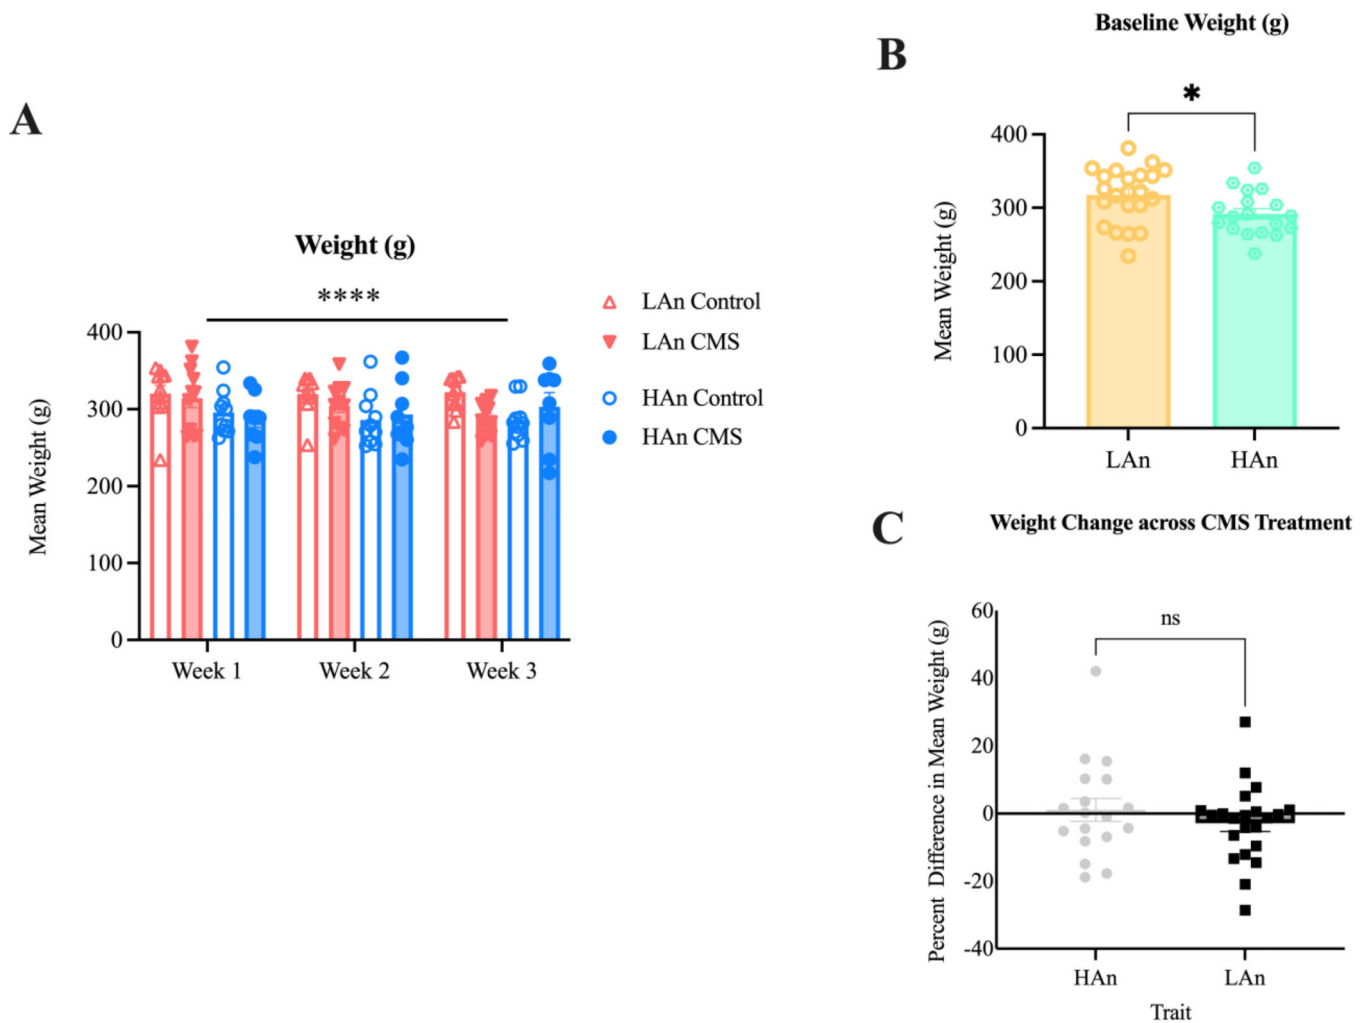 A
Weight (g)
****
Mean Weight (g)
400
300
200
100
0
Week 1
Week 2
Week 3
LAn Control
LAn CMS
HAn Control
HAn CMS
B
Baseline Weight (g)
*
Mean Weight (g)
400
300
200
100
0
LAn
HAn
C
Weight Change across CMS Treatment
ns
Percent Difference in Mean Weight (g)
60
40
20
0
-20
-40
HAn
LAn
Trait